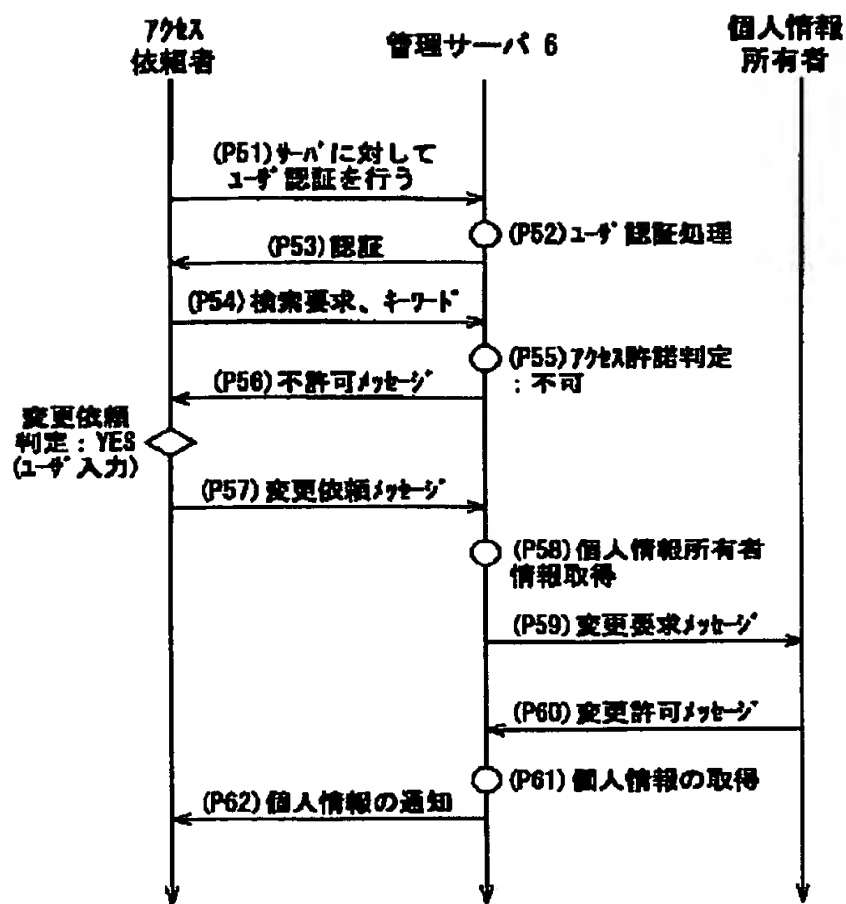 アクセス
依頼者
管理サーバ 6
個人情報
所有者
(P51)サーバに対して
ユーザ認証を行う
(P52)ユーザ認証処理
(P53)認証
(P54)検索要求、キーワード
(P55)アクセス許諾判定
:不可
(P56)不許可メッセージ
変更依頼
判定:YES
(ユーザ入力)
(P57)変更依頼メッセージ
(P58)個人情報所有者
情報取得
(P59)変更要求メッセージ
(P60)変更許可メッセージ
(P61)個人情報の取得
(P62)個人情報の通知